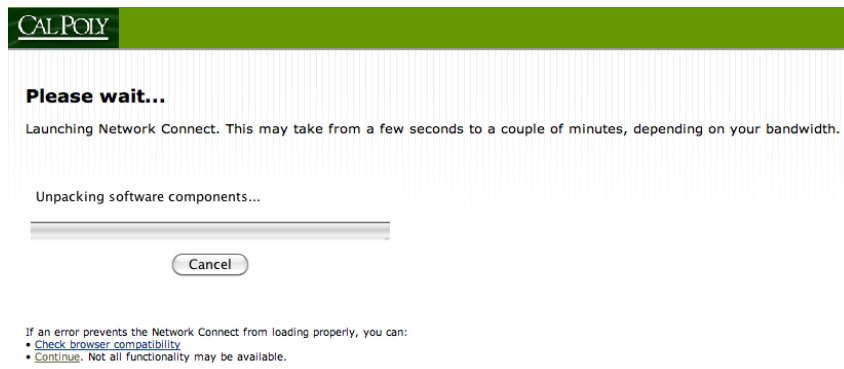 CAL POLY
Please wait...
Launching Network Connect. This may take from a few seconds to a couple of minutes, depending on your bandwidth.
Unpacking software components...
Cancel
If an error prevents the Network Connect from loading properly, you can:
• Check browser compatibility
• Continue. Not all functionality may be available.